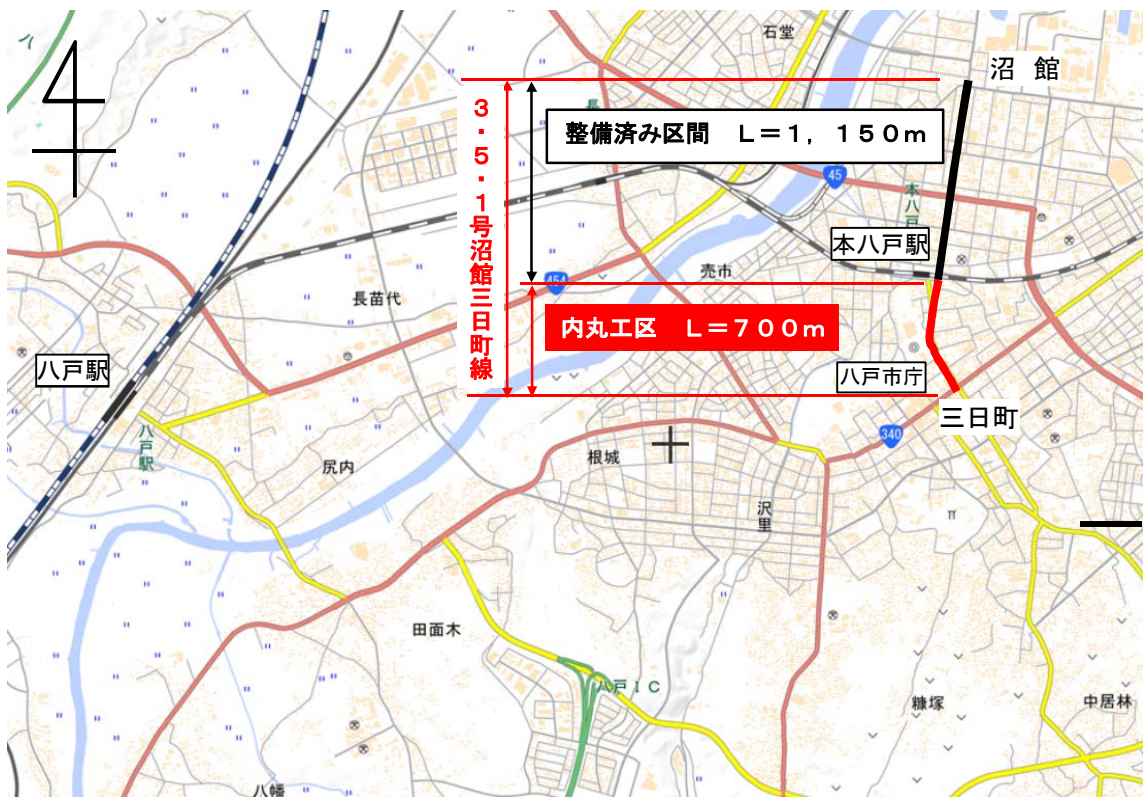 石堂
沼 館
3・5・1号沼館三日町線
整備済み区間 L=1,150m
45
本八戸
本八戸駅
売市
454
長苗代
内丸工区 L=700m
八戸駅
八戸市庁
三日町
八戸駅
340
根城
尻内
沢里
田面木
八戸IC
糠塚
中居林
八幡